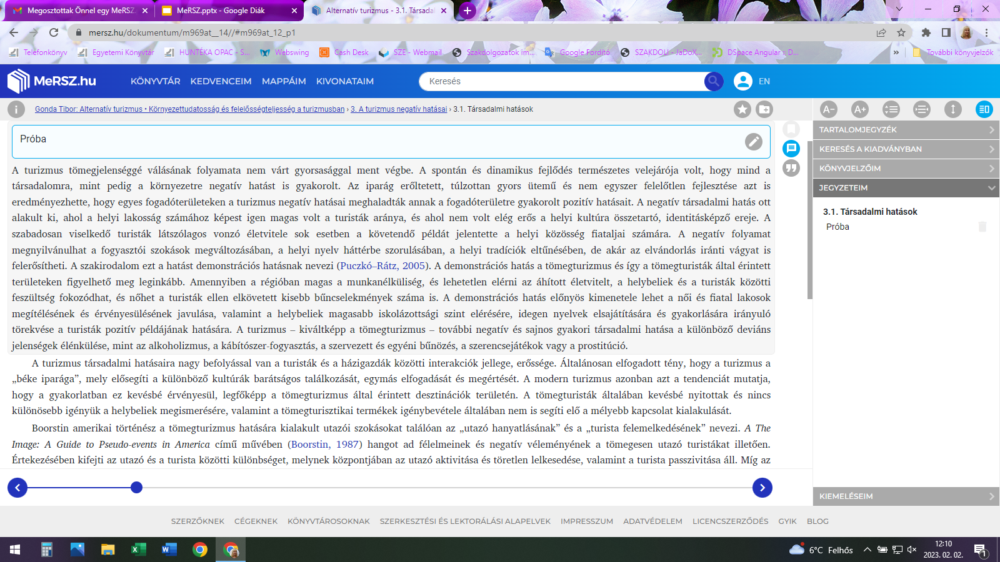 Megosztottak Önnel egy MeRSZ
MeRSZ.pptx - Google Diák
Alternatív turizmus - 3.1. Társadal
mersz.hu/dokumentum/m969at__14//#m969at_12_p1
Telefonkönyv
Egyetemi Könyvtár
HUNTÉKA OPAC - S...
Webswing
Cash Desk
SZE - Webmail
Szakdolgozatok im...
Google Fordító
SZAKDOLI - JaDoX...
DSpace Angular :: D...
»
További könyvjelzők
MeRSZ.hu
KÖNYVTÁR
KEDVENCEIM
MAPPÁIM
KIVONATAIM
Keresés
EN
Gonda Tibor: Alternatív turizmus • Környezettudatosság és felelősségteljesség a turizmusban › 3. A turizmus negatív hatásai › 3.1. Társadalmi hatások
A−
A+
Próba
A turizmus tömegjelenséggé válásának folyamata nem várt gyorsasággal ment végbe. A spontán és dinamikus fejlődés természetes velejárója volt, hogy mind a
társadalomra, mint pedig a környezetre negatív hatást is gyakorolt. Az iparág erőltetett, túlzottan gyors ütemű és nem egyszer felelőtlen fejlesztése azt is
eredményezhette, hogy egyes fogadóterületeken a turizmus negatív hatásai meghaladták annak a fogadóterületre gyakorolt pozitív hatásait. A negatív társadalmi hatás ott
alakult ki, ahol a helyi lakosság számához képest igen magas volt a turisták aránya, és ahol nem volt elég erős a helyi kultúra összetartó, identitásképző ereje. A
szabadosan viselkedő turisták látszólagos vonzó életvitele sok esetben a követendő példát jelentette a helyi közösség fiataljai számára. A negatív folyamat
megnyilvánulhat a fogyasztói szokások megváltozásában, a helyi nyelv háttérbe szorulásában, a helyi tradíciók eltűnésében, de akár az elvándorlás iránti vágyat is
felerősítheti. A szakirodalom ezt a hatást demonstrációs hatásnak nevezi (Puczkó–Rátz, 2005). A demonstrációs hatás a tömegturizmus és így a tömegturisták által érintett
területeken figyelhető meg leginkább. Amennyiben a régióban magas a munkanélküliség, és lehetetlen elérni az áhított életvitelt, a helybeliek és a turisták közötti
feszültség fokozódhat, és nőhet a turisták ellen elkövetett kisebb bűncselekmények száma is. A demonstrációs hatás előnyös kimenetele lehet a női és fiatal lakosok
megítélésének és érvényesülésének javulása, valamint a helybeliek magasabb iskolázottsági szint elérésére, idegen nyelvek elsajátítására és gyakorlására irányuló
törekvése a turisták pozitív példájának hatására. A turizmus – kiváltképp a tömegturizmus – további negatív és sajnos gyakori társadalmi hatása a különböző deviáns
jelenségek élénkülése, mint az alkoholizmus, a kábítószer-fogyasztás, a szervezett és egyéni bűnözés, a szerencsejátékok vagy a prostitúció.
A turizmus társadalmi hatásaira nagy befolyással van a turisták és a házigazdák közötti interakciók jellege, erőssége. Általánosan elfogadott tény, hogy a turizmus a
„béke iparága”, mely elősegíti a különböző kultúrák barátságos találkozását, egymás elfogadását és megértését. A modern turizmus azonban azt a tendenciát mutatja,
hogy a gyakorlatban ez kevésbé érvényesül, legfőképp a tömegturizmus által érintett desztinációk területén. A tömegturisták általában kevésbé nyitottak és nincs
különösebb igényük a helybeliek megismerésére, valamint a tömegturisztikai termékek igénybevétele általában nem is segíti elő a mélyebb kapcsolat kialakulását.
Boorstin amerikai történész a tömegturizmus hatására kialakult utazói szokásokat találóan az „utazó hanyatlásának” és a „turista felemelkedésének” nevezi. A The
Image: A Guide to Pseudo-events in America című művében (Boorstin, 1987) hangot ad félelmeinek és negatív véleményének a tömegesen utazó turistákat illetően.
Értekezésében kifejti az utazó és a turista közötti különbséget, melynek központjában az utazó aktivitása és töretlen lelkesedése, valamint a turista passzivitása áll. Míg az
TARTALOMJEGYZÉK
KERESÉS A KIADVÁNYBAN
KÖNYVJELZŐIM
JEGYZETEIM
3.1. Társadalmi hatások
Próba
KIEMELÉSEIM
SZERZŐKNEK
CÉGEKNEK
KÖNYVTÁROSOKNAK
SZERKESZTÉSI ÉS LEKTORÁLÁSI ALAPELVEK
IMPRESSZUM
ADATVÉDELEM
LICENCSZERZŐDÉS
GYIK
BLOG
6°C Felhős
12:10
2023. 02. 02.
1